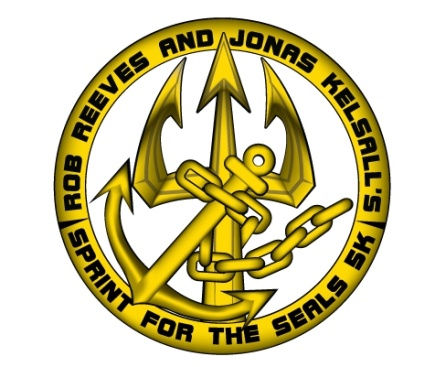 ROB REEVES AND JONAS KELSALL'S
SPRINT FOR THE SEALS 5K